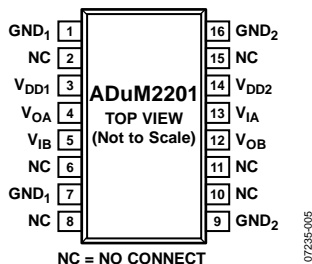 GND1 1 16 GND2
NC 2 15 NC
VDD1 3 14 VDD2
VOA 4 13 VIA
VIB 5 12 VOB
NC 6 11 NC
GND1 7 10 NC
NC 8 9 GND2
ADuM2201
TOP VIEW
(Not to Scale)
NC = NO CONNECT
07235-005